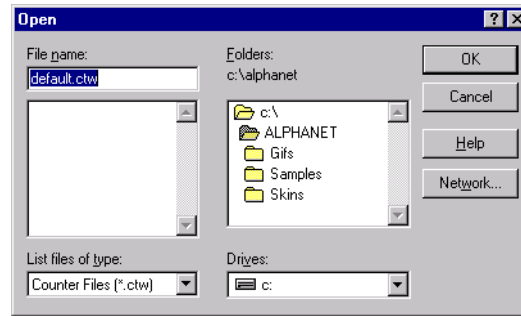 Open
File name:
default.ctw
Folders:
c:\alphanet
c:\
ALPHANET
Gifs
Samples
Skins
OK
Cancel
Help
Network...
List files of type:
Counter Files (*.ctw)
Drives:
c: